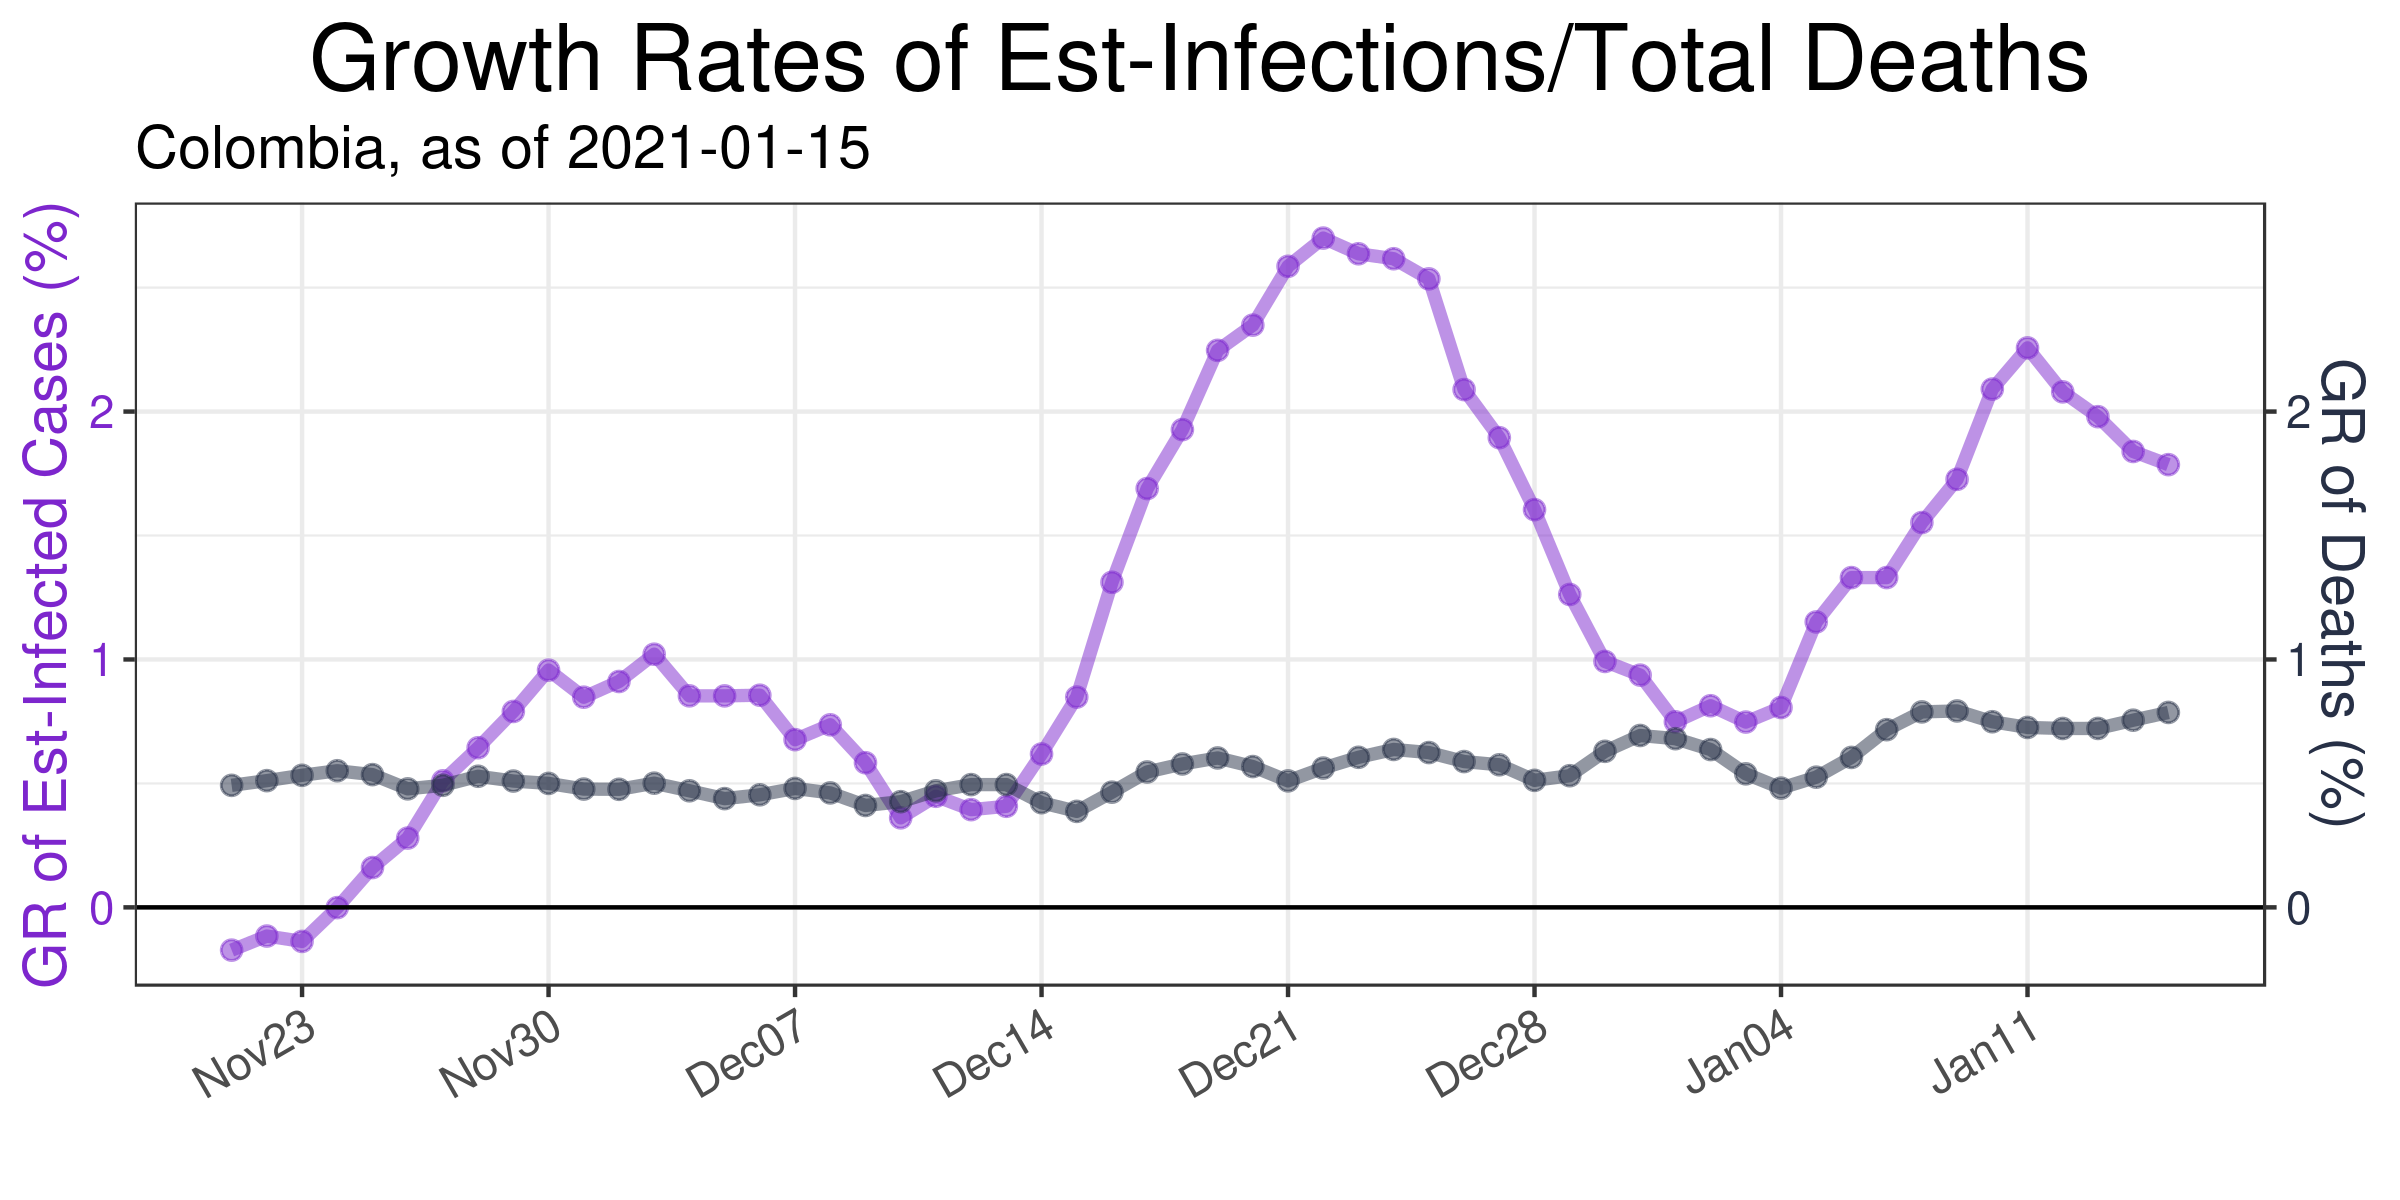 Growth Rates of Est-Infections/Total Deaths
Colombia, as of 2021-01-15
GR of Est-Infected Cases (%)
2
1
0
2
1
0
GR of Deaths (%)
Nov23
Nov30
Dec07
Dec14
Dec21
Dec28
Jan04
Jan11